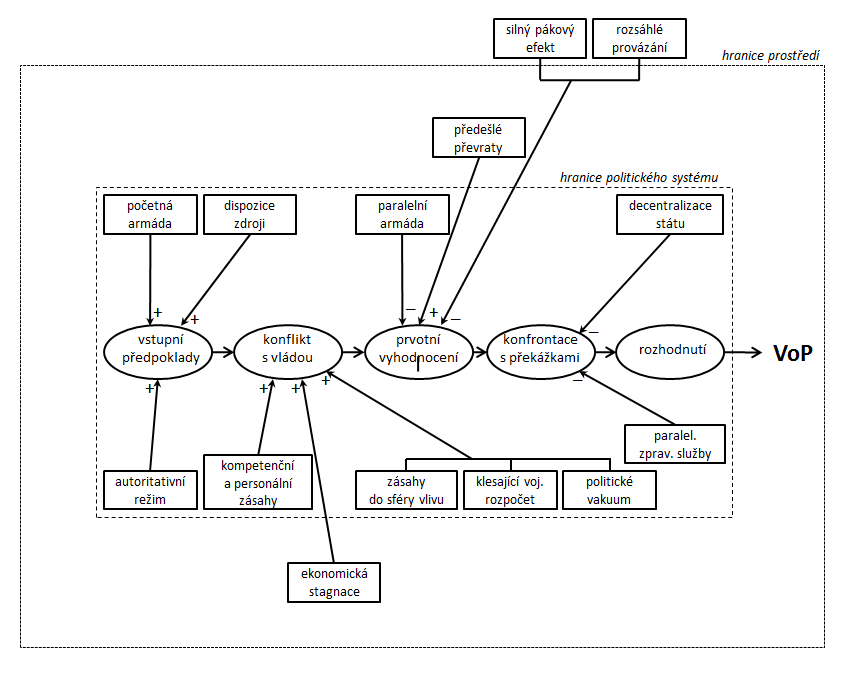 silný pákový
efekt
rozsáhlé
provázání
hranice prostředí
předešlé
převraty
hranice politického systému
početná
armáda
dispozice
zdroji
paralelní
armáda
decentralizace
státu
+
+
–
+
–
–
vstupní
předpoklady
konflikt
s vládou
prvotní
vyhodnocení
konfrontace
s překážkami
rozhodnutí
VoP
+
+
+
+
–
autoritativní
režim
kompetenční
a personální
zásahy
zásahy
do sféry vlivu
klesající voj.
rozpočet
politické
vakuum
paralel.
zprav. služby
ekonomická
stagnace